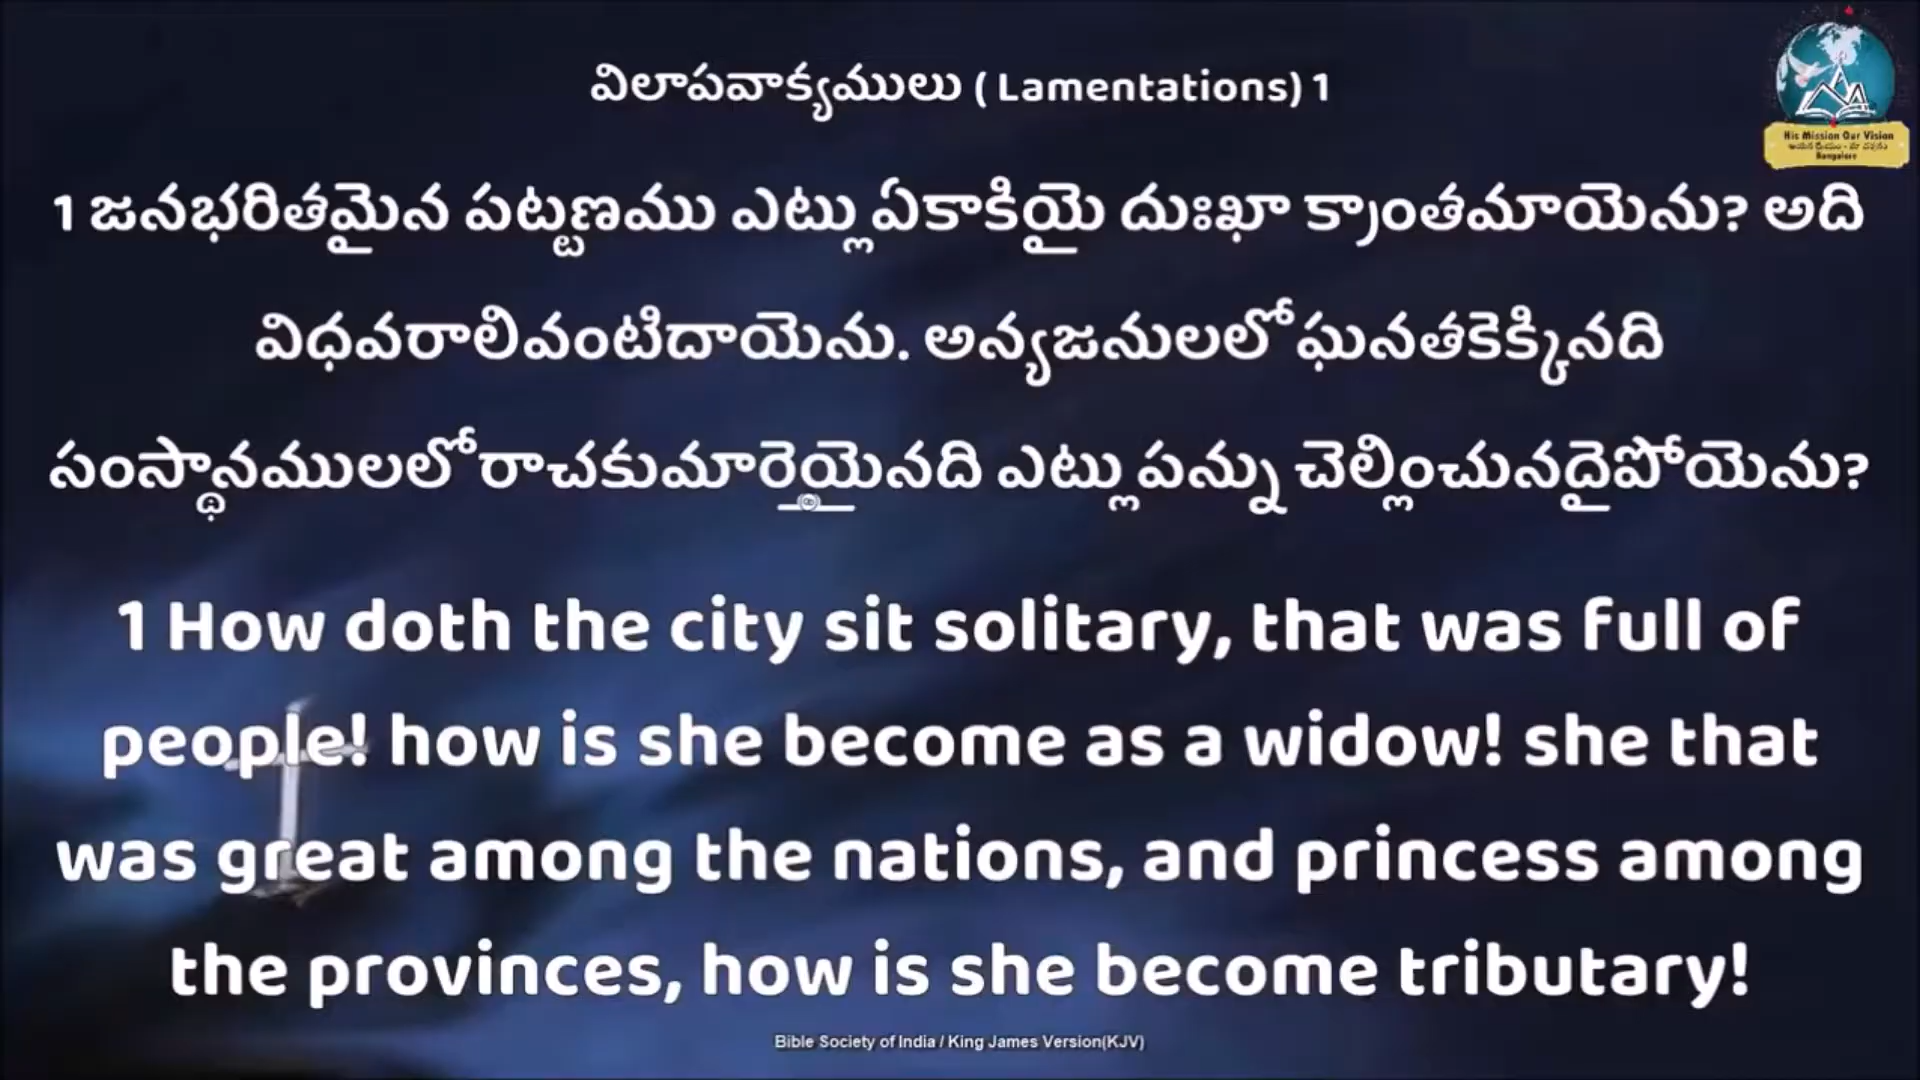 విలాపవాక్యములు ( Lamentations) 1
His Mission Our Vision
Bangalore
1 జనభరితమైన పట్టణము ఎట్లు ఏకాకియై దుఃఖా క్రాంతమాయెను? అది
విధవరాలివంటిదాయెను. అన్యజనులలో ఘనతకెక్కినది
సంస్థానములలో రాచకుమార్తెయైనది ఎట్లు పన్ను చెల్లించునదైపోయెను?
1 How doth the city sit solitary, that was full of
people! how is she become as a widow! she that
was great among the nations, and princess among
the provinces, how is she become tributary!
Bible Society of India / King James Version(KJV)